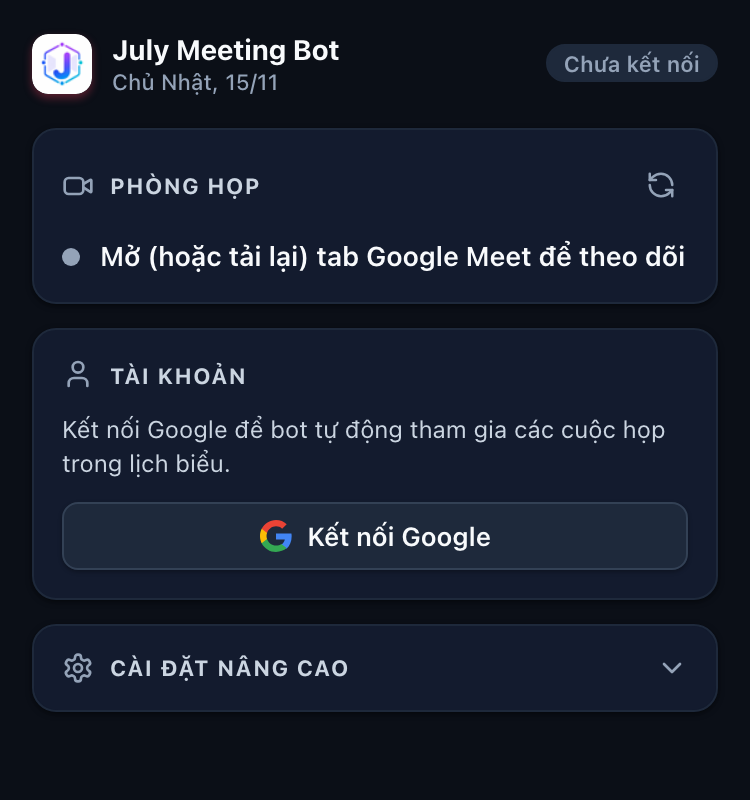 July Meeting Bot
Chủ Nhật, 15/11
Chưa kết nối
PHÒNG HỌP
Mở (hoặc tải lại) tab Google Meet để theo dõi
TÀI KHOẢN
Kết nối Google để bot tự động tham gia các cuộc họp
trong lịch biểu.
Kết nối Google
CÀI ĐẶT NÂNG CAO